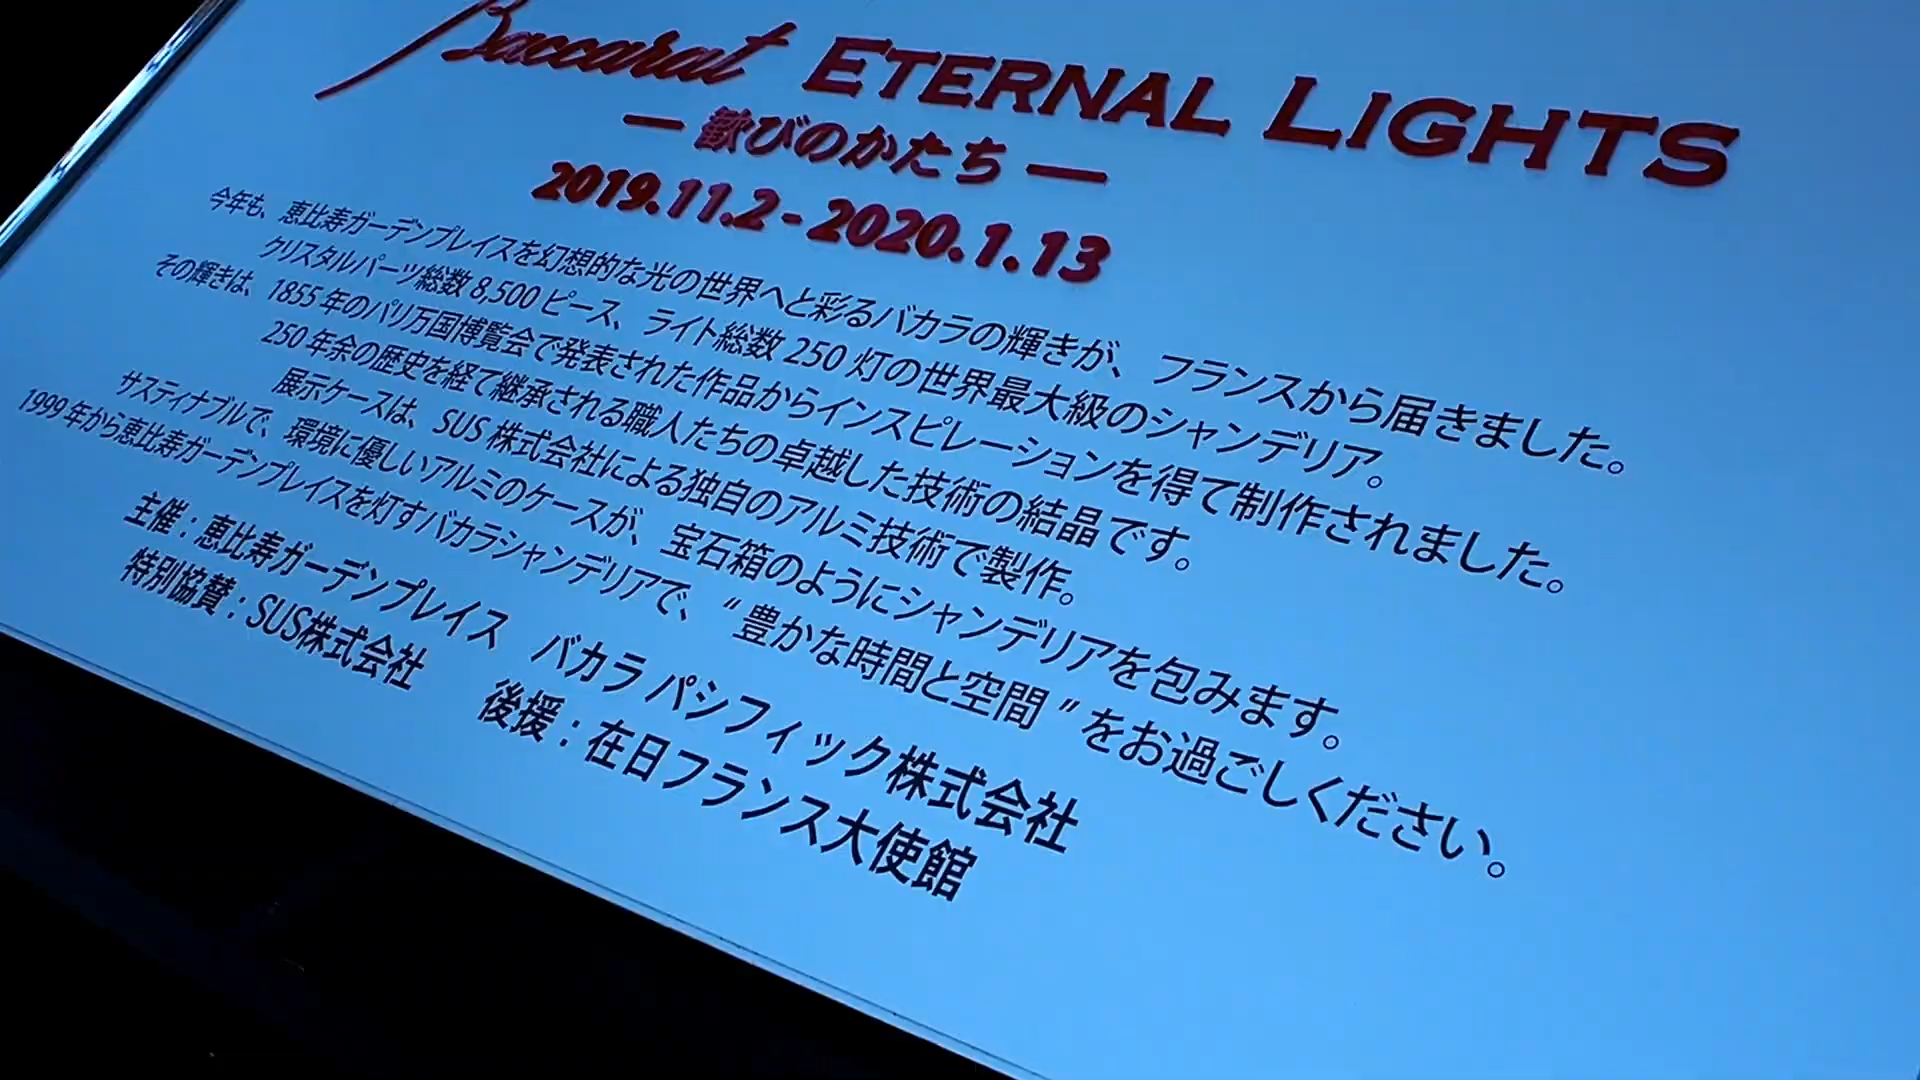 Baccarat ETERNAL LIGHTS
― 歓びのかたち ―
2019.11.2 - 2020.1.13
今年も、恵比寿ガーデンプレイスを幻想的な光の世界へと彩るバカラの輝きが、フランスから届きました。
クリスタルパーツ総数 8,500 ピース、ライト総数 250 灯の世界最大級のシャンデリア。
その輝きは、1855 年のパリ万国博覧会で発表された作品からインスピレーションを得て制作されました。
250 年余の歴史を経て継承される職人たちの卓越した技術の結晶です。
展示ケースは、SUS 株式会社による独自のアルミ技術で製作。
サスティナブルで、環境に優しいアルミのケースが、宝石箱のようにシャンデリアを包みます。
1999 年から恵比寿ガーデンプレイスを灯すバカラシャンデリアで、“ 豊かな時間と空間 ” をお過ごしください。
主催：恵比寿ガーデンプレイス　バカラ パシフィック株式会社
特別協賛：SUS株式会社　後援：在日フランス大使館